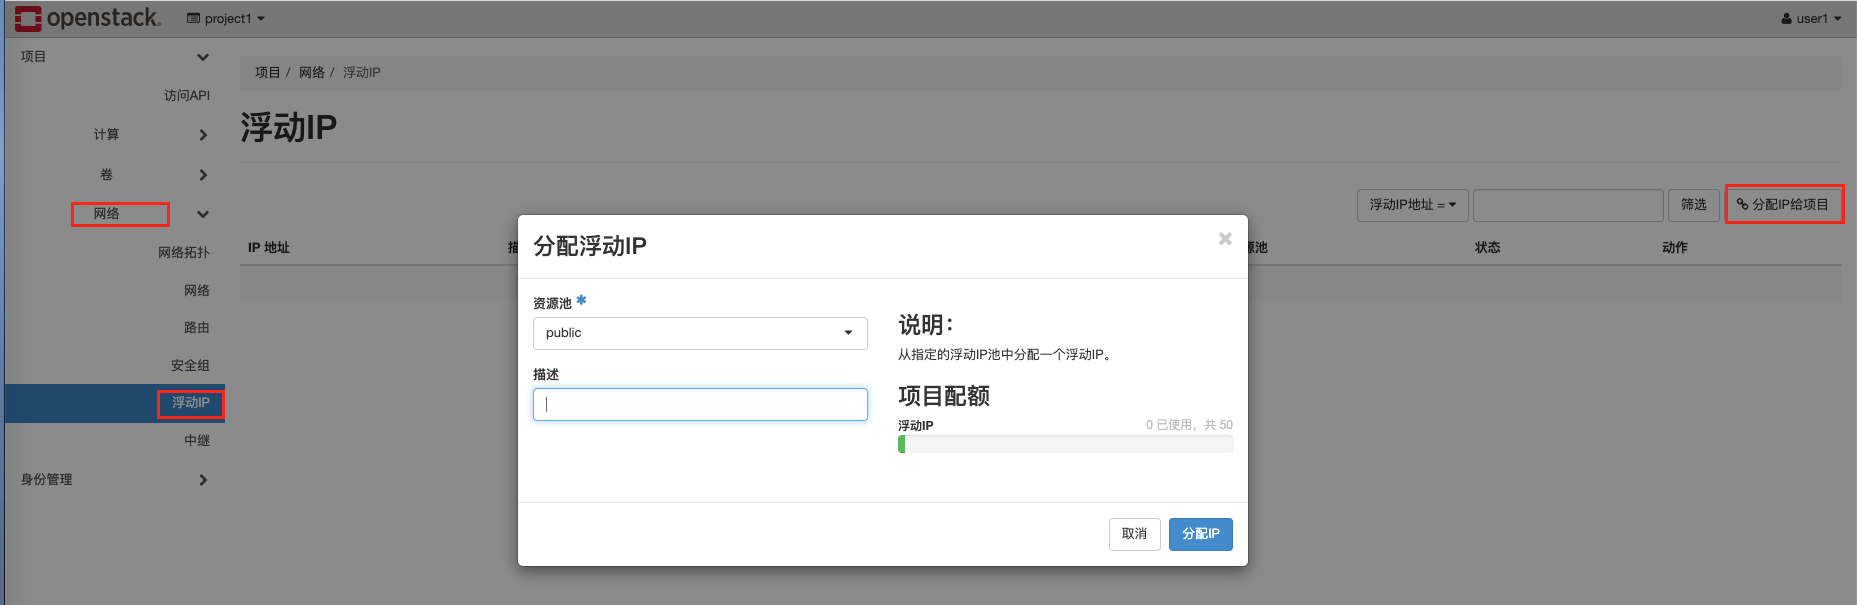 openstack. project1 user1
项目
访问API
计算
卷
网络
网络拓扑
网络
路由
安全组
浮动IP
中继
身份管理
项目 / 网络 / 浮动IP
浮动IP
浮动IP地址 = 筛选 分配IP给项目
IP 地址 源池 状态 动作
分配浮动IP ×
资源池 *
public
描述
说明：
从指定的浮动IP池中分配一个浮动IP。
项目配额
浮动IP 0 已使用，共 50
取消 分配IP